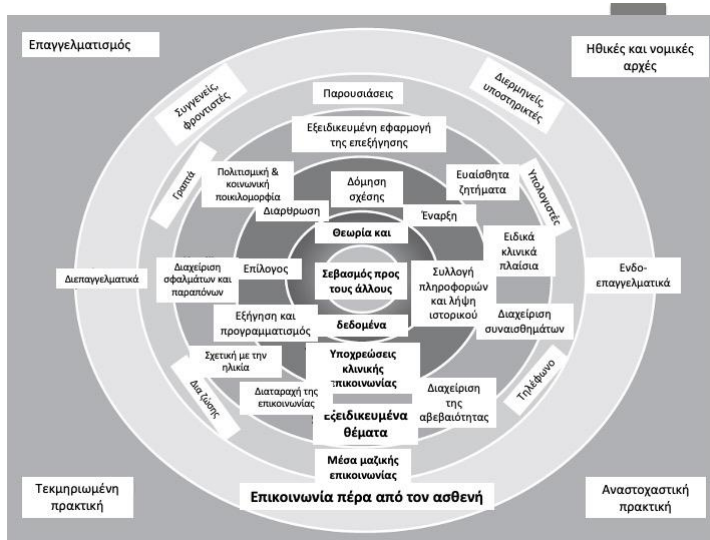 Επαγγελματισμός
Ηθικές και νομικές
αρχές
Συγγενείς,
φροντιστές
Παρουσιάσεις
Διερμηνείς,
υποστηρικτές
Εξειδικευμένη εφαρμογή
της επεξήγησης
Γραπτά
Πολιτισμική &
κοινωνική
ποικιλομορφία
Δόμηση
σχέσης
Ευαίσθητα
ζητήματα
Υπολογιστές
Διάρθρωση
Έναρξη
Θεωρία και
Ειδικά
κλινικά
πλαίσια
Διεπαγγελματικά
Διαχείριση
σφαλμάτων και
παραπόνων
Επίλογος
Σεβασμός προς
τους άλλους
Συλλογή
πληροφοριών
και λήψη
ιστορικού
Ενδο-
επαγγελματικά
Εξήγηση και
προγραμματισμός
δεδομένα
Διαχείριση
συναισθημάτων
Σχετική με την
ηλικία
Υποχρεώσεις
κλινικής
επικοινωνίας
Τηλέφωνο
Δια ζώσης
Διαταραχή της
επικοινωνίας
Διαχείριση
της
αβεβαιότητας
Εξειδικευμένα
θέματα
Μέσα μαζικής
επικοινωνίας
Τεκμηριωμένη
πρακτική
Επικοινωνία πέρα από τον ασθενή
Αναστοχαστική
πρακτική